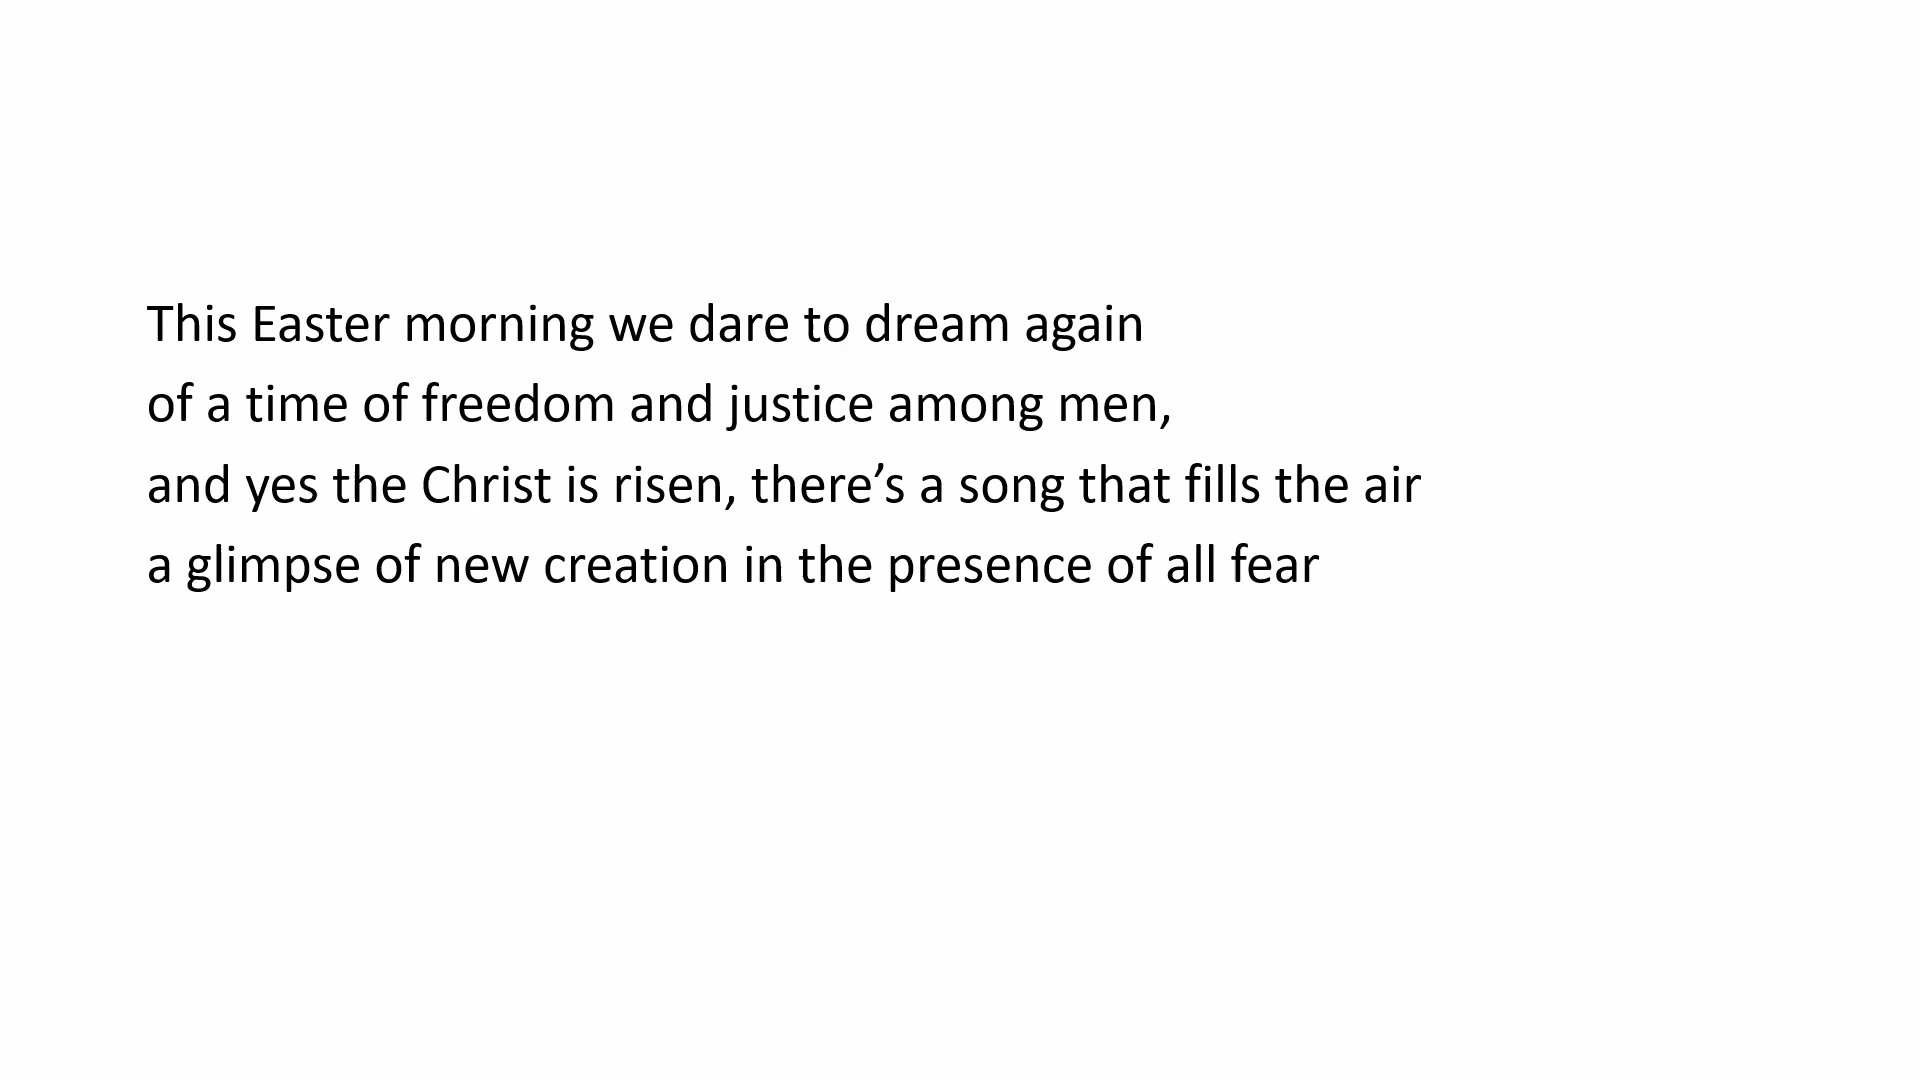 This Easter morning we dare to dream again
of a time of freedom and justice among men,
and yes the Christ is risen, there’s a song that fills the air
a glimpse of new creation in the presence of all fear